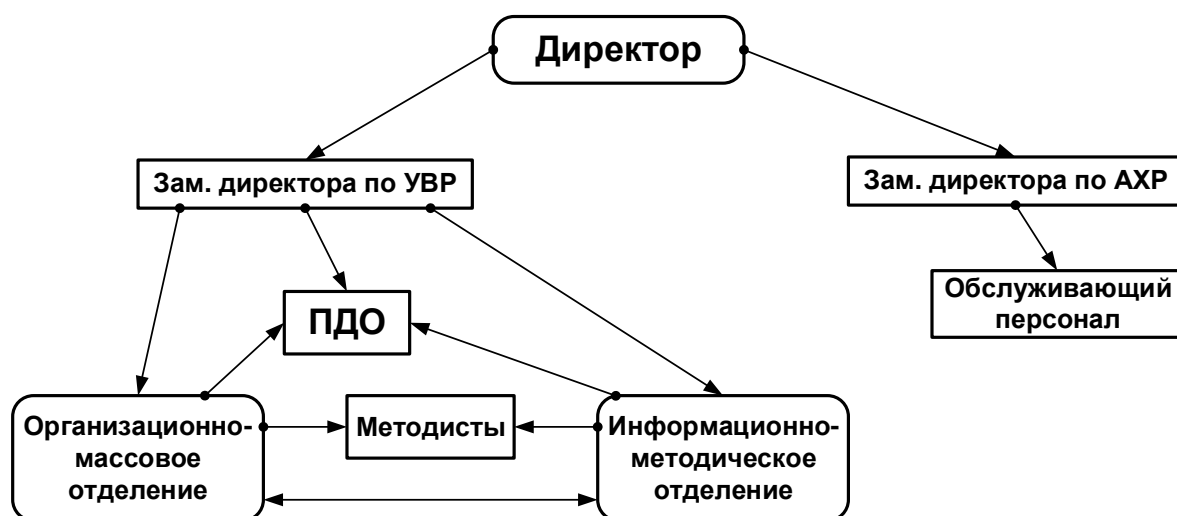 Директор
Зам. директора по УВР
Зам. директора по АХР
Обслуживающий
персонал
ПДО
Организационно-
массовое
отделение
Методисты
Информационно-
методическое
отделение